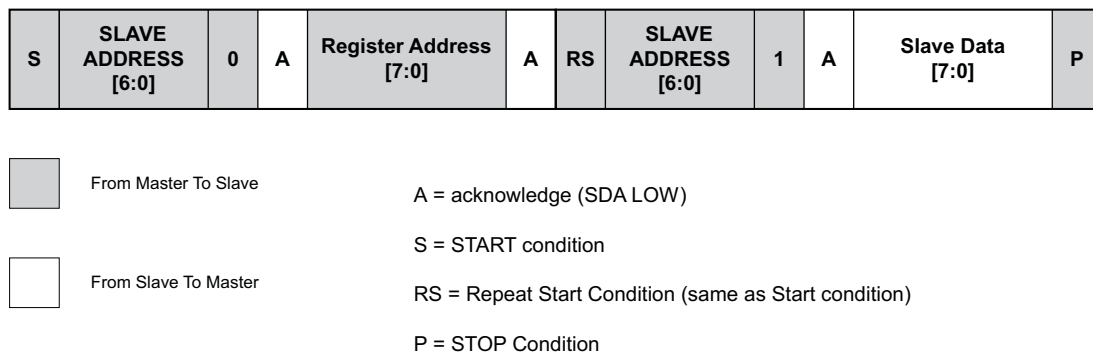 S SLAVE ADDRESS [6:0] 0 A Register Address [7:0] A RS SLAVE ADDRESS [6:0] 1 A Slave Data [7:0] P
From Master To Slave
A = acknowledge (SDA LOW)
S = START condition
From Slave To Master
RS = Repeat Start Condition (same as Start condition)
P = STOP Condition